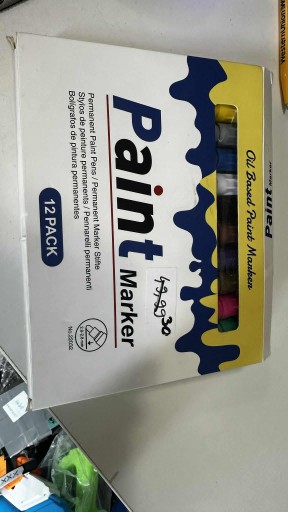 Paint Marker
Permanent Paint Pens / Permanent Marker Stifte
Stylos de peinture permanents / Pennarelli permanenti
Bolígrafos de pintura permanentes
12 PACK
Oil Based Paint Marker
Paint